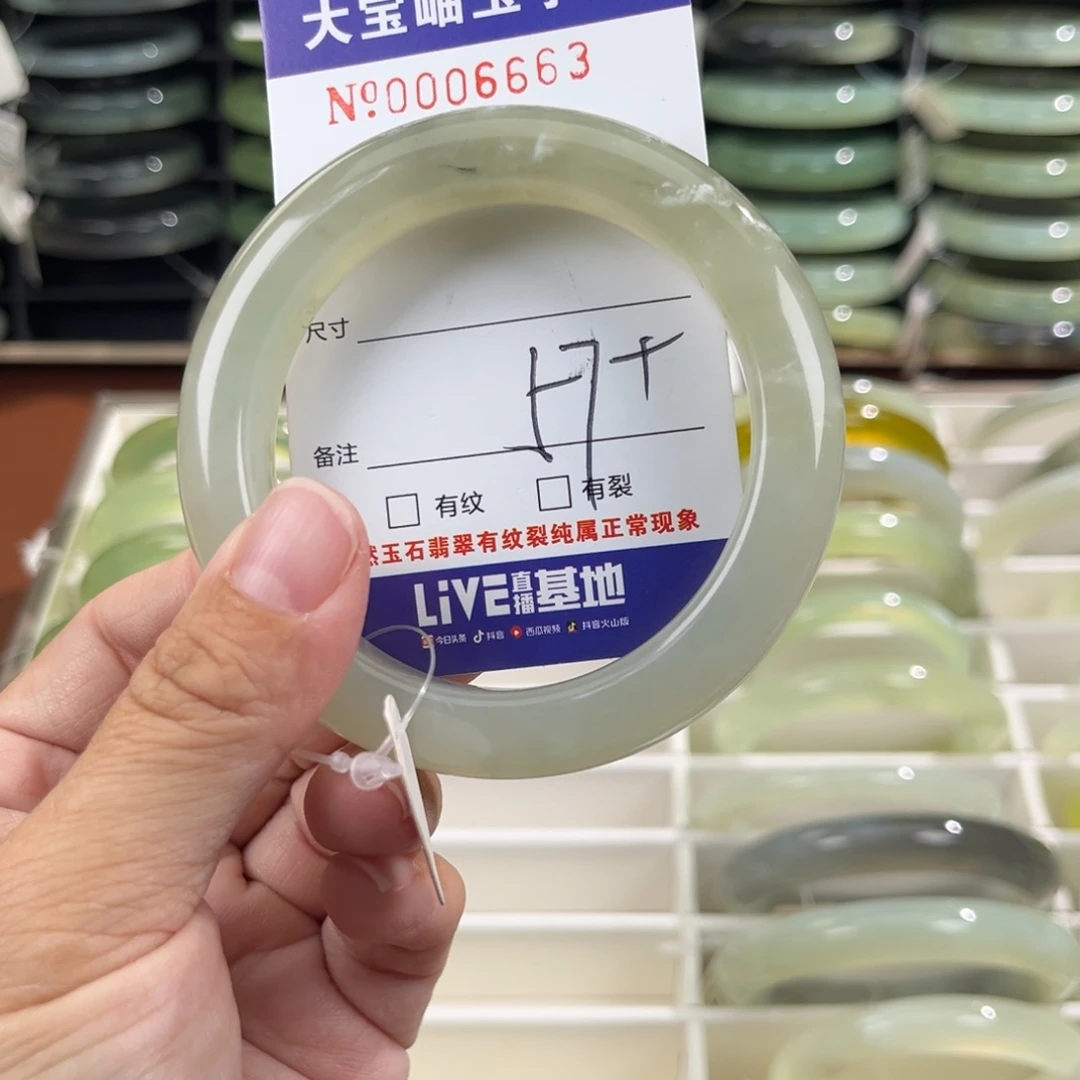 大宝岫玉手
№0006663
尺寸
57+
备注
有纹 有裂
然玉石翡翠有纹裂纯属正常现象
LiVE直播基地
今日头条 抖音 西瓜视频 抖音火山版